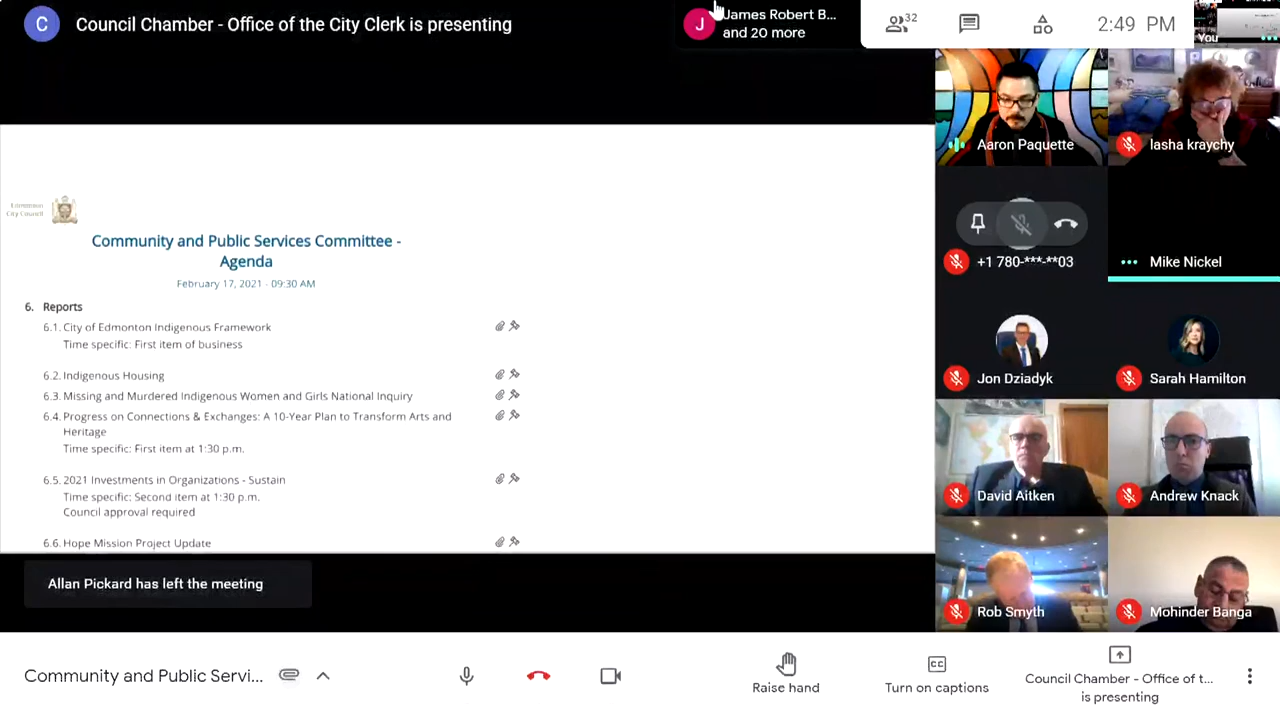 C
Council Chamber - Office of the City Clerk is presenting
J
James Robert B...
and 20 more
32
2:49 PM
You
Edmonton
City Council
Community and Public Services Committee -
Agenda
February 17, 2021 - 09:30 AM
6. Reports
6.1. City of Edmonton Indigenous Framework
Time specific: First item of business
6.2. Indigenous Housing
6.3. Missing and Murdered Indigenous Women and Girls National Inquiry
6.4. Progress on Connections & Exchanges: A 10-Year Plan to Transform Arts and
Heritage
Time specific: First item at 1:30 p.m.
6.5. 2021 Investments in Organizations - Sustain
Time specific: Second item at 1:30 p.m.
Council approval required
6.6. Hope Mission Project Update
Allan Pickard has left the meeting
Aaron Paquette
lasha kraychy
+1 780-***-**03
Mike Nickel
Jon Dziadyk
Sarah Hamilton
David Aitken
Andrew Knack
Rob Smyth
Mohinder Banga
Community and Public Servi...
Raise hand
CC
Turn on captions
Council Chamber - Office of t...
is presenting